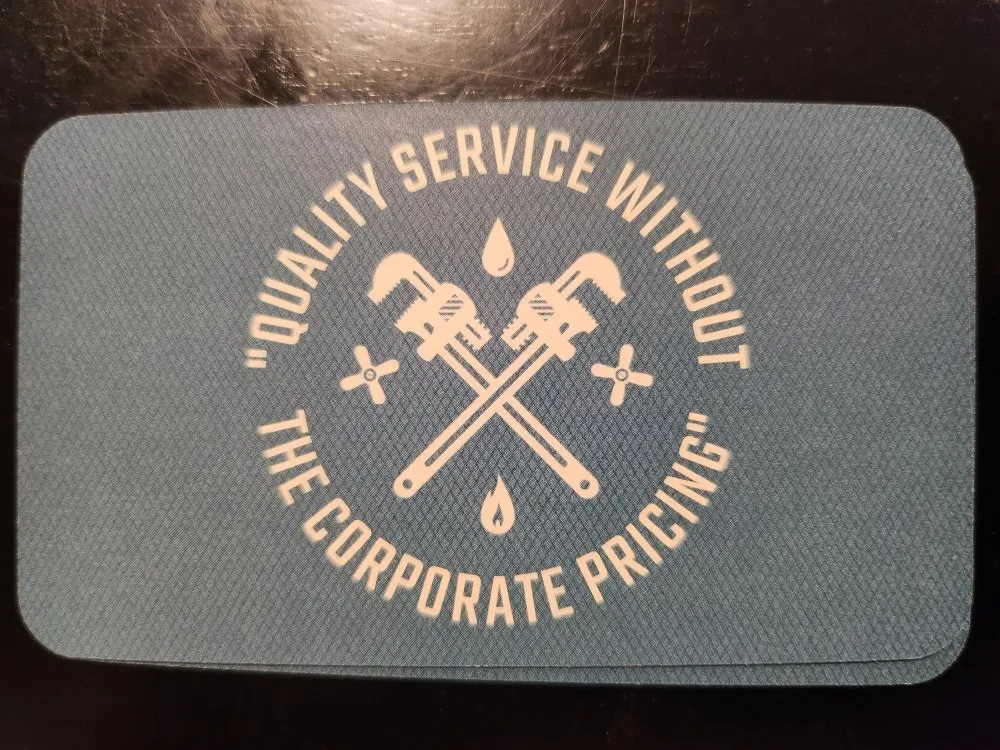 "QUALITY SERVICE WITHOUT
THE CORPORATE PRICING"